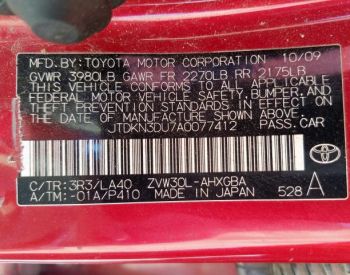 MFD.BY: TOYOTA MOTOR CORPORATION 10/09
GVWR 3980LB GAWR FR 2270LB RR 2175LB
THIS VEHICLE CONFORMS TO ALL APPLICABLE
FEDERAL MOTOR VEHICLE SAFETY, BUMPER, AND
THEFT PREVENTION STANDARDS IN EFFECT ON
THE DATE OF MANUFACTURE SHOWN ABOVE.
JTDKN3DU7A0077412 PASS.CAR
TOYOTA
C/TR: 3R3/LA40 ZVW30L-AHXGBA
A/TM: -01A/P410 MADE IN JAPAN 528 A